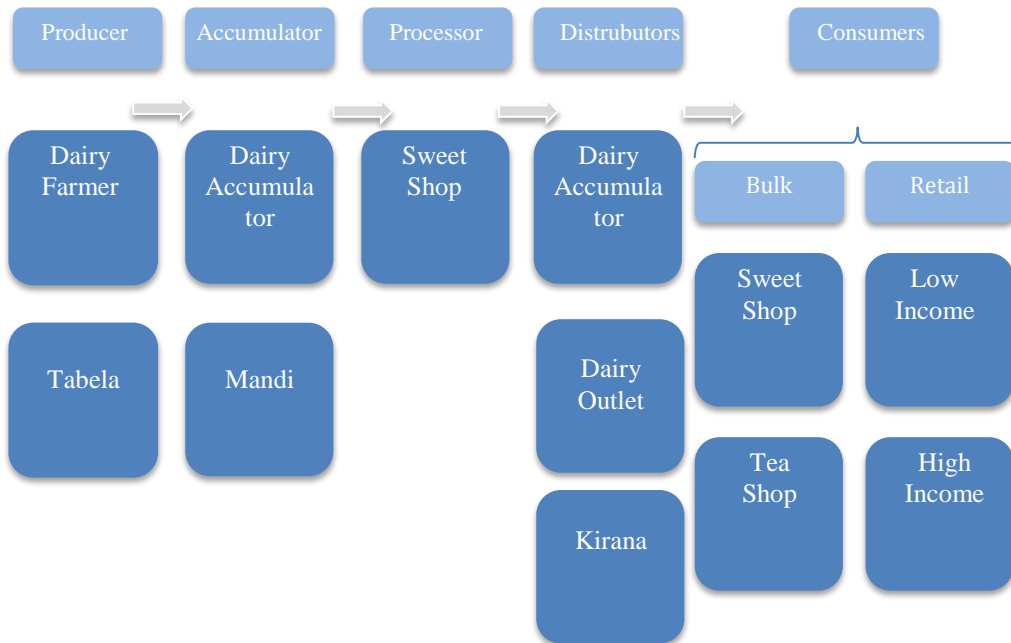 Producer
Accumulator
Processor
Distrubutors
Consumers
Dairy
Farmer
Dairy
Accumula
tor
Sweet
Shop
Dairy
Accumula
tor
Bulk
Retail
Sweet
Shop
Low
Income
Tabela
Mandi
Dairy
Outlet
Tea
Shop
High
Income
Kirana